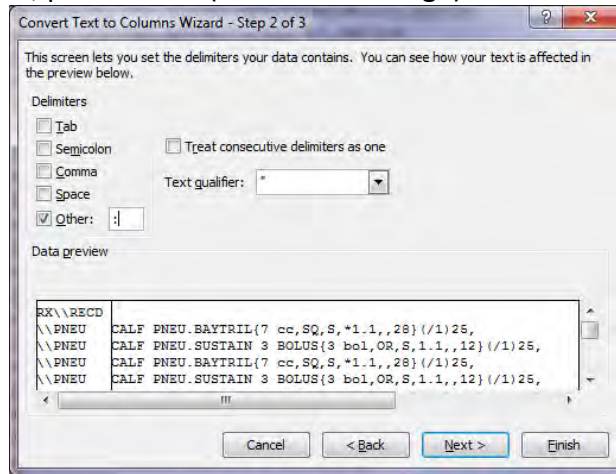 Convert Text to Columns Wizard - Step 2 of 3
This screen lets you set the delimiters your data contains. You can see how your text is affected in
the preview below.
Delimiters
Tab
Semicolon
Treat consecutive delimiters as one
Comma
Text qualifier: "
Space
Other: :
Data preview
RX\\RECD
\\PNEU CALF PNEU.BAYTRIL{7 cc,SQ,S,*1.1,,28}(/1)25,
\\PNEU CALF PNEU.SUSTAIN 3 BOLUS{3 bol,OR,S,1.1,,12}(/1)25,
\\PNEU CALF PNEU.BAYTRIL{7 cc,SQ,S,*1.1,,28}(/1)25,
\\PNEU CALF PNEU.SUSTAIN 3 BOLUS{3 bol,OR,S,1.1,,12}(/1)25,
Cancel < Back Next > Finish